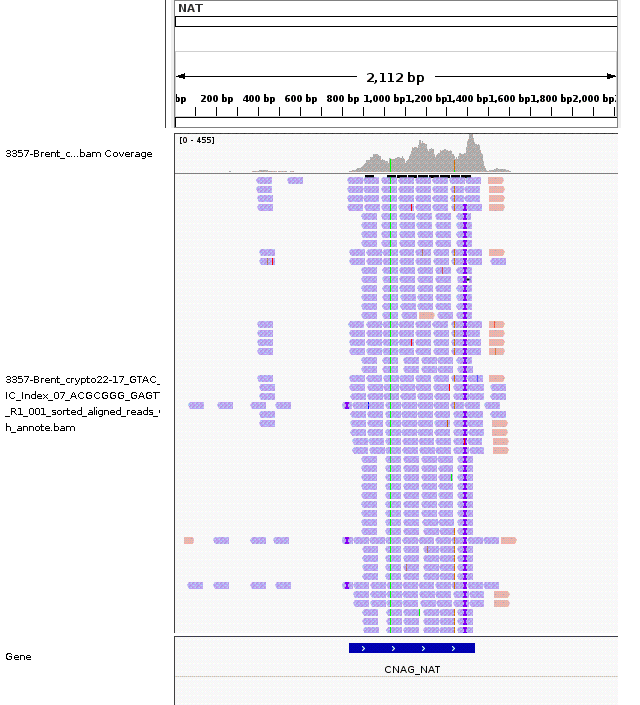 NAT
2,112 bp
bp 200 bp 400 bp 600 bp 800 bp 1,000 bp 1,200 bp 1,400 bp 1,600 bp 1,800 bp 2,000 bp
[0 - 455]
3357-Brent_c...bam Coverage
3357-Brent_crypto22-17_GTAC_
IC_Index_07_ACGCGGG_GAGT
_R1_001_sorted_aligned_reads_
h_annote.bam
Gene
CNAG_NAT